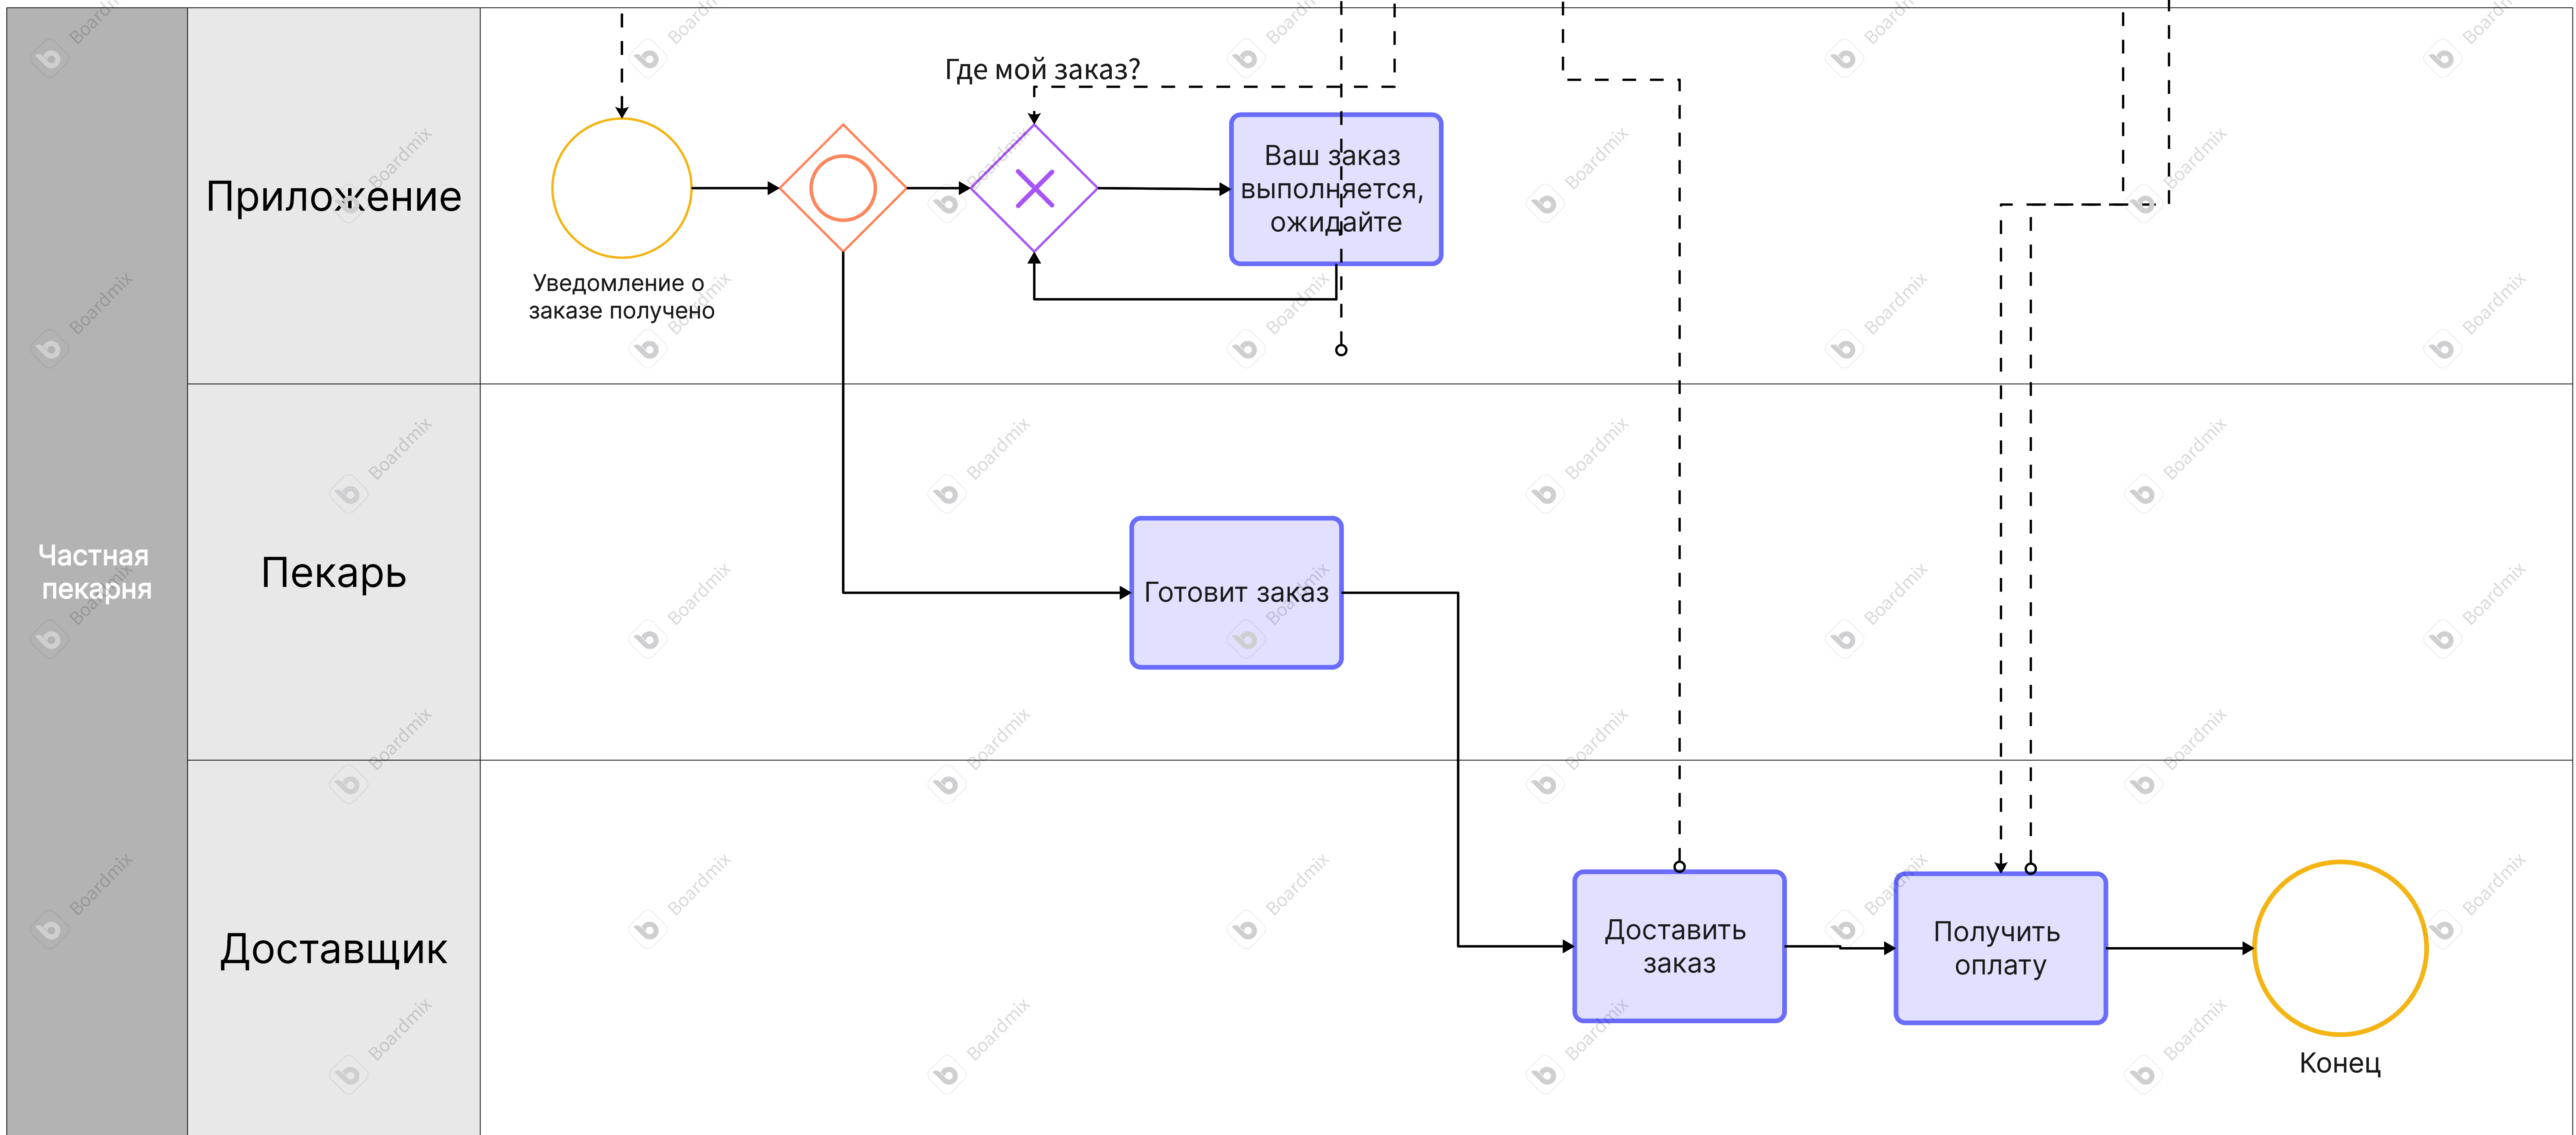 Где мой заказ?
Приложение
Ваш заказ
выполняется,
ожидайте
Уведомление о
заказе получено
Частная
пекарня
Пекарь
Готовит заказ
Доставщик
Доставить
заказ
Получить
оплату
Конец
Boardmix